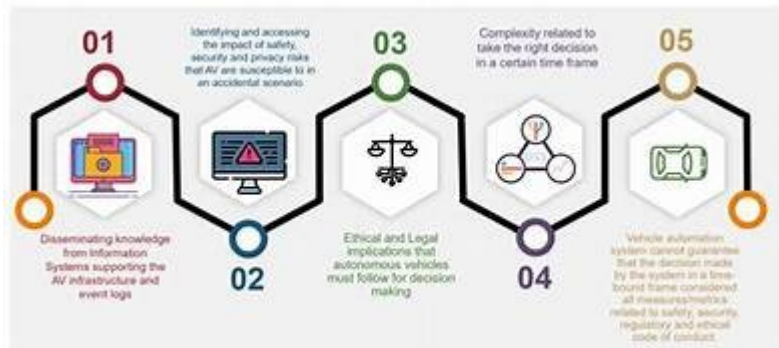 01
Disseminating knowledge
from Information
Systems supporting the
AV infrastructure and
event logs
Identifying and accessing
the impact of safety,
security and privacy risks
that AV are susceptible to in
an accidental scenario
02
03
Ethical and Legal
implications that
autonomous vehicles
must follow for decision
making
Complexity related to
take the right decision
in a certain time frame
04
05
Vehicle automation
system cannot guarantee
that the decision made
by the system in a time-
bound frame considered
all measures/metrics
related to safety, security,
regulatory and ethical
code of conduct.